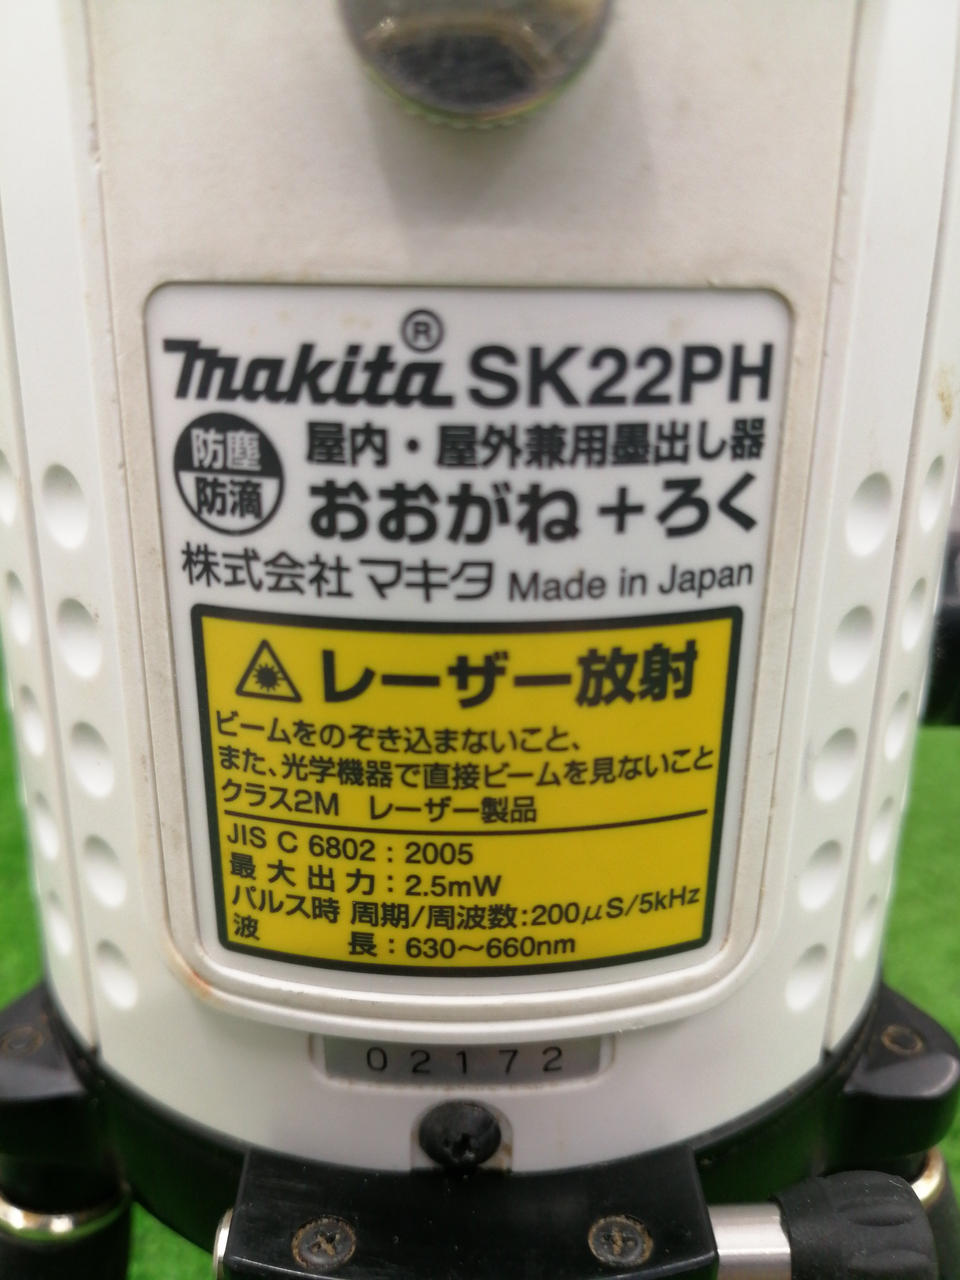 makita® SK22PH
防塵
防滴
屋内・屋外兼用墨出し器
おおがね+ろく
株式会社マキタ Made in Japan
レーザー放射
ビームをのぞき込まないこと、
また、光学機器で直接ビームを見ないこと
クラス2M レーザー製品
JIS C 6802 : 2005
最大出力 : 2.5mW
パルス時 周期/周波数:200μS/5kHz
波長 : 630〜660nm
02172